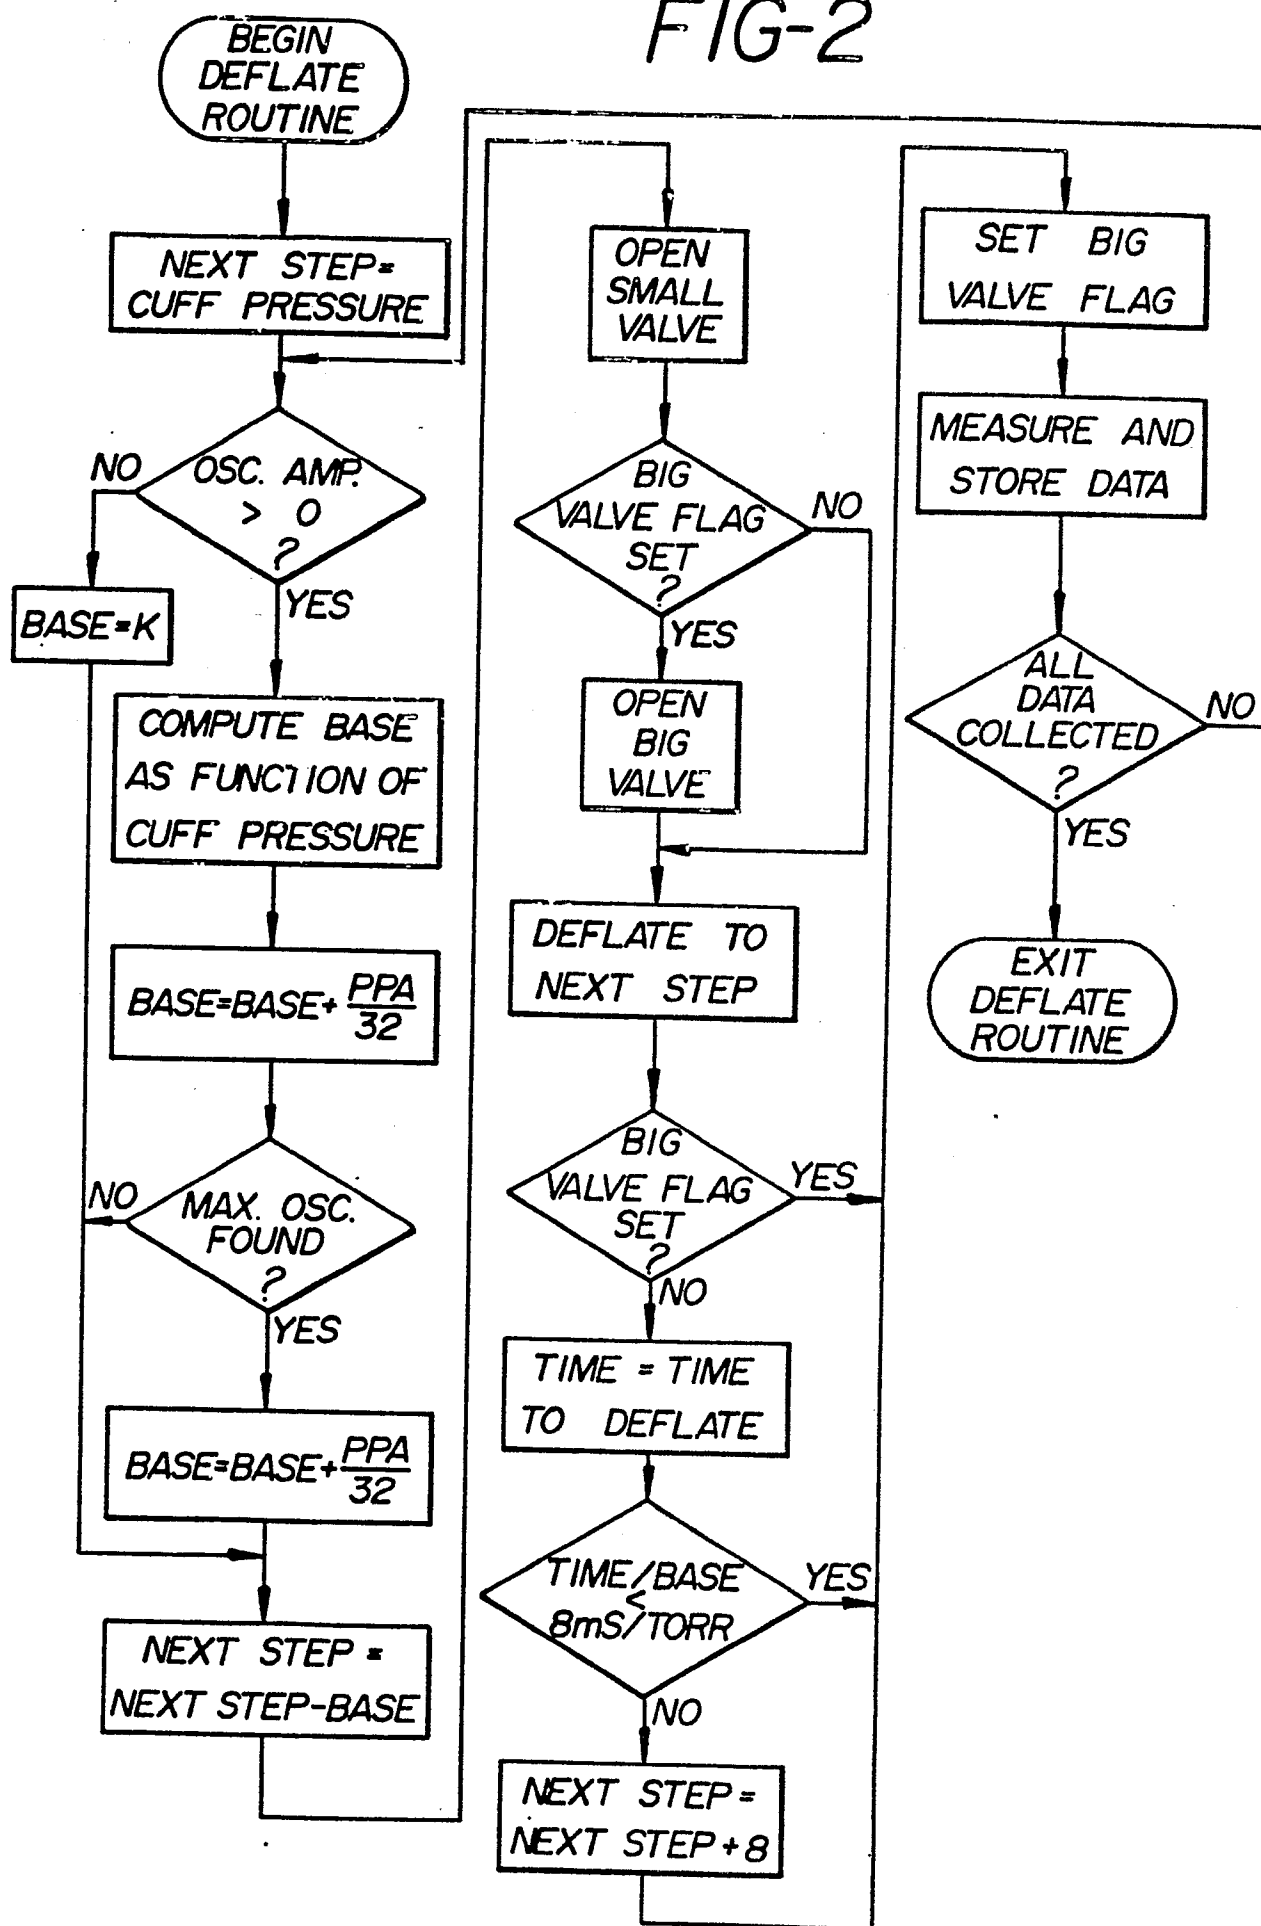 FIG-2
BEGIN
DEFLATE
ROUTINE
NEXT STEP=
CUFF PRESSURE
OSC. AMP.
> 0
?
NO
YES
BASE=K
COMPUTE BASE
AS FUNCTION OF
CUFF PRESSURE
BASE=BASE+PPA/32
MAX. OSC.
FOUND
?
NO
YES
BASE=BASE+PPA/32
NEXT STEP=
NEXT STEP-BASE
OPEN
SMALL
VALVE
BIG
VALVE FLAG
SET
?
NO
YES
OPEN
BIG
VALVE
DEFLATE TO
NEXT STEP
BIG
VALVE FLAG
SET
?
YES
NO
TIME = TIME
TO DEFLATE
TIME/BASE
<
8mS/TORR
YES
NO
NEXT STEP=
NEXT STEP+8
SET BIG
VALVE FLAG
MEASURE AND
STORE DATA
ALL
DATA
COLLECTED
?
NO
YES
EXIT
DEFLATE
ROUTINE